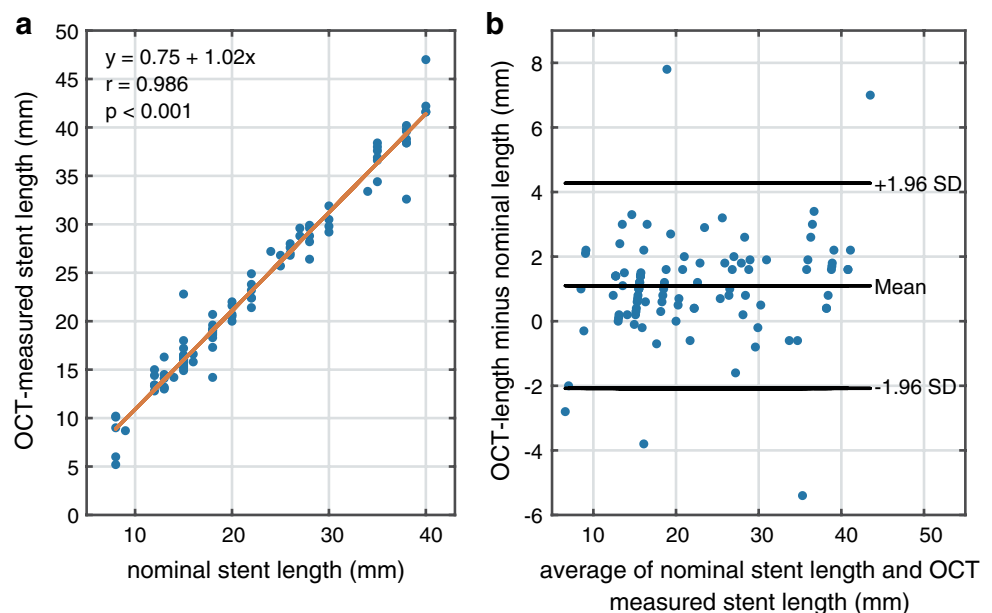 a
y = 0.75 + 1.02x
r = 0.986
p < 0.001
50
45
40
35
30
25
20
15
10
5
0
OCT-measured stent length (mm)
10
20
30
40
nominal stent length (mm)
b
8
6
4
2
0
-2
-4
-6
OCT-length minus nominal length (mm)
+1.96 SD
Mean
-1.96 SD
10
20
30
40
50
average of nominal stent length and OCT
measured stent length (mm)